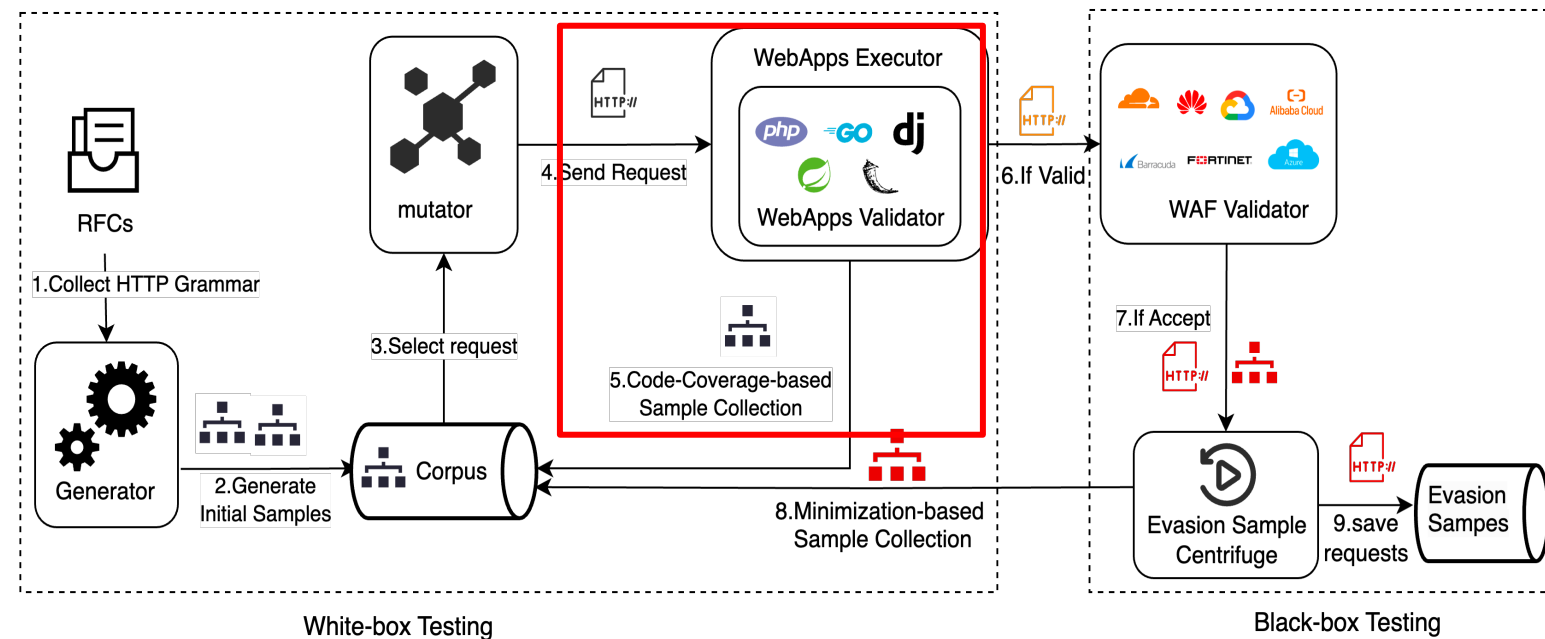 RFCs
1.Collect HTTP Grammar
Generator
2.Generate
Initial Samples
Corpus
3.Select request
mutator
HTTP://
4.Send Request
WebApps Executor
php
GO
dj
WebApps Validator
5.Code-Coverage-based
Sample Collection
HTTP://
6.If Valid
Alibaba Cloud
Barracuda
FORTINET
Azure
WAF Validator
7.If Accept
HTTP://
8.Minimization-based
Sample Collection
Evasion Sample
Centrifuge
HTTP://
9.save
requests
Evasion
Sampes
White-box Testing
Black-box Testing